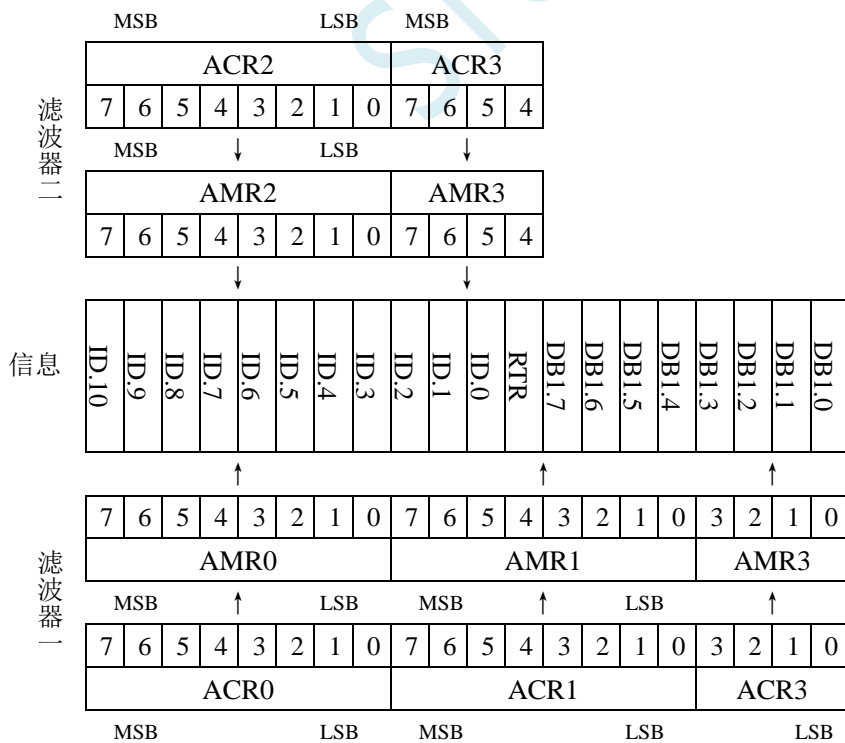 MSB LSB MSB
ACR2 ACR3
7 6 5 4 3 2 1 0 7 6 5 4
滤波器二
MSB LSB
AMR2 AMR3
7 6 5 4 3 2 1 0 7 6 5 4
信息
ID.10 ID.9 ID.8 ID.7 ID.6 ID.5 ID.4 ID.3 ID.2 ID.1 ID.0 RTR DB1.7 DB1.6 DB1.5 DB1.4 DB1.3 DB1.2 DB1.1 DB1.0
7 6 5 4 3 2 1 0 7 6 5 4 3 2 1 0 3 2 1 0
AMR0 AMR1 AMR3
滤波器一
MSB LSB MSB LSB
7 6 5 4 3 2 1 0 7 6 5 4 3 2 1 0 3 2 1 0
ACR0 ACR1 ACR3
MSB LSB MSB LSB LSB